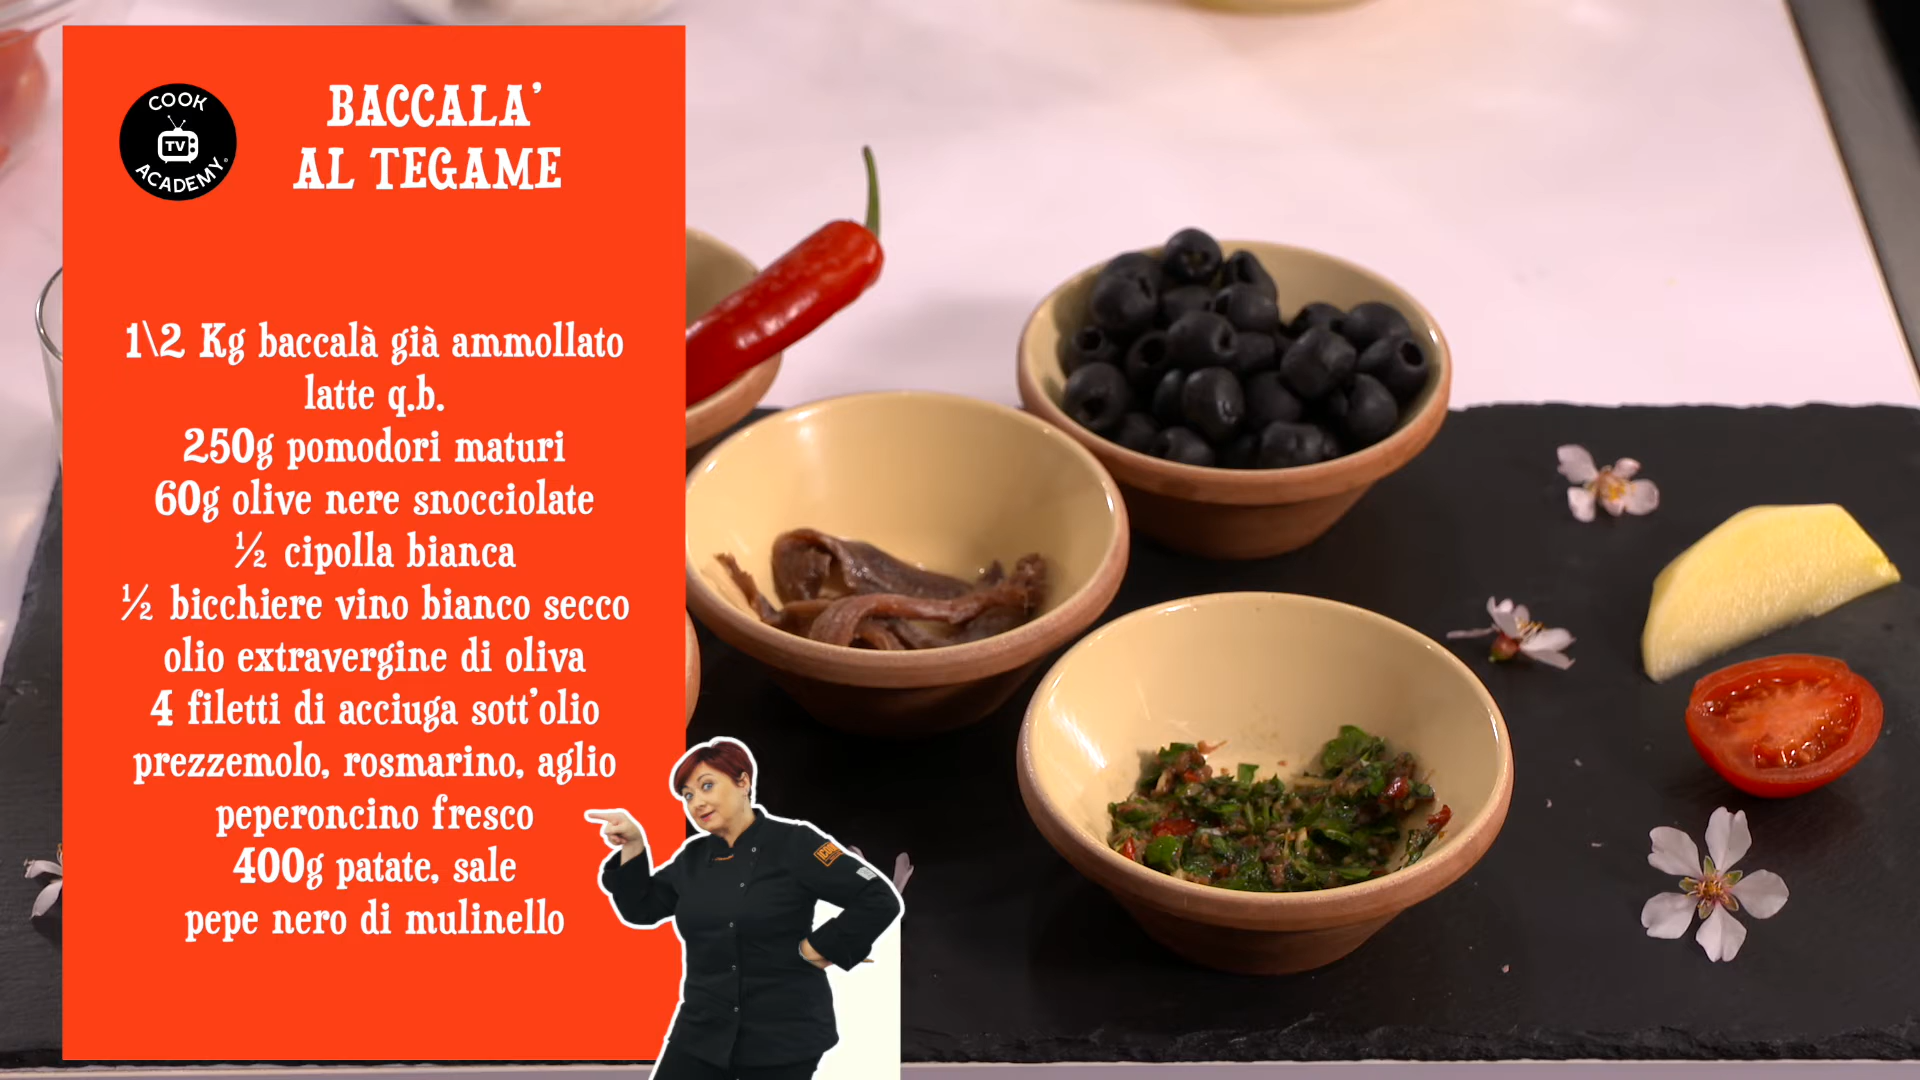 COOK
TV
ACADEMY
BACCALA’
AL TEGAME
1\2 Kg baccalà già ammollato
latte q.b.
250g pomodori maturi
60g olive nere snocciolate
½ cipolla bianca
½ bicchiere vino bianco secco
olio extravergine di oliva
4 filetti di acciuga sott’olio
prezzemolo, rosmarino, aglio
peperoncino fresco
400g patate, sale
pepe nero di mulinello